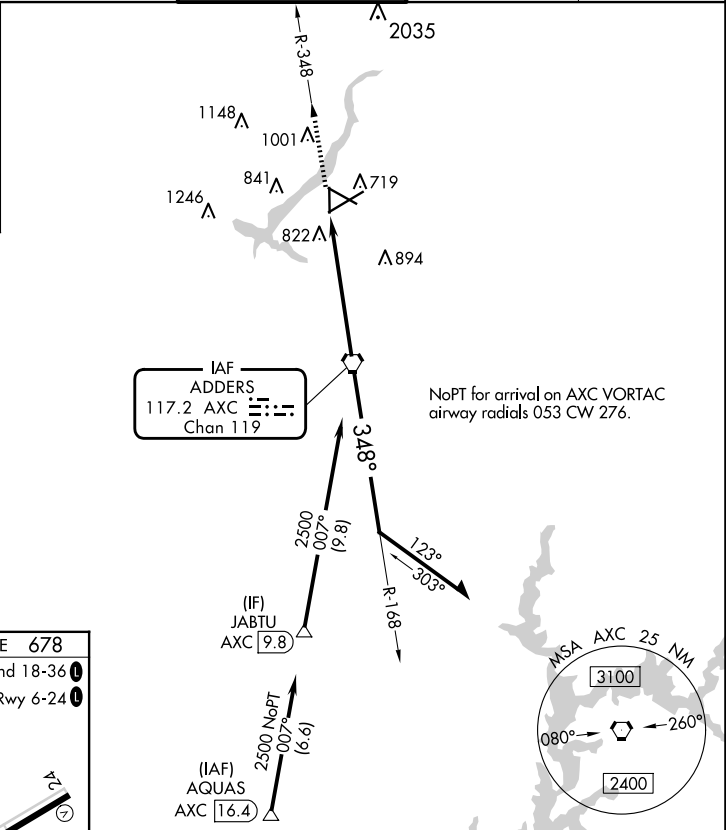 2035
R-348
1148
1001
841
719
1246
822
894
IAF
ADDERS
117.2 AXC
Chan 119
NoPT for arrival on AXC VORTAC
airway radials 053 CW 276.
348°
2500
007°
(9.8)
123°
303°
R-168
(IF)
JABTU
AXC 9.8
E 678
nd 18-36 L
Rwy 6-24 L
MSA AXC 25 NM
3100
080°
260°
2400
2500 NoPT
007°
(6.6)
(IAF)
AQUAS
AXC 16.4
24
V